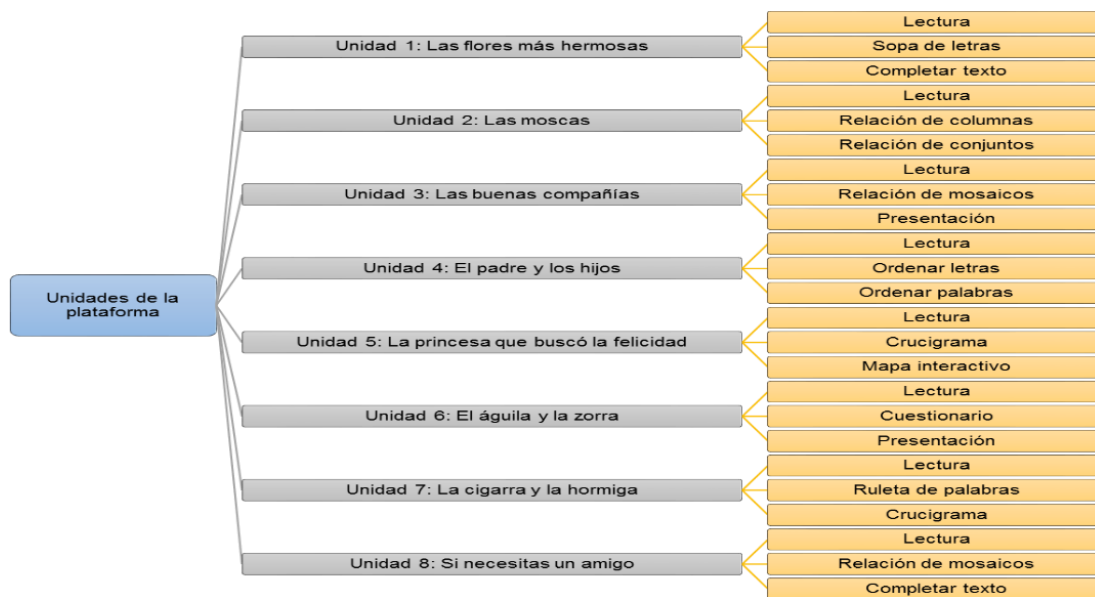 Unidades de la
plataforma
Unidad 1: Las flores más hermosas
Lectura
Sopa de letras
Completar texto
Unidad 2: Las moscas
Lectura
Relación de columnas
Relación de conjuntos
Unidad 3: Las buenas compañías
Lectura
Relación de mosaicos
Presentación
Unidad 4: El padre y los hijos
Lectura
Ordenar letras
Ordenar palabras
Unidad 5: La princesa que buscó la felicidad
Lectura
Crucigrama
Mapa interactivo
Unidad 6: El águila y la zorra
Lectura
Cuestionario
Presentación
Unidad 7: La cigarra y la hormiga
Lectura
Ruleta de palabras
Crucigrama
Unidad 8: Si necesitas un amigo
Lectura
Relación de mosaicos
Completar texto